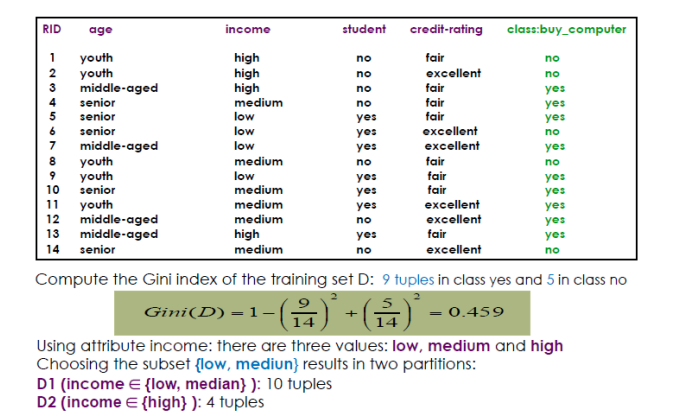 RID age income student credit-rating class:buy_computer
1 youth high no fair no
2 youth high no excellent no
3 middle-aged high no fair yes
4 senior medium no fair yes
5 senior low yes fair yes
6 senior low yes excellent no
7 middle-aged low yes excellent yes
8 youth medium no fair no
9 youth low yes fair yes
10 senior medium yes fair yes
11 youth medium yes excellent yes
12 middle-aged medium no excellent yes
13 middle-aged high yes fair yes
14 senior medium no excellent no
Compute the Gini index of the training set D: 9 tuples in class yes and 5 in class no
Gini(D) = 1 − (9/14)² + (5/14)² = 0.459
Using attribute income: there are three values: low, medium and high
Choosing the subset {low, mediun} results in two partitions:
D1 (income ∈ {low, median} ): 10 tuples
D2 (income ∈ {high} ): 4 tuples